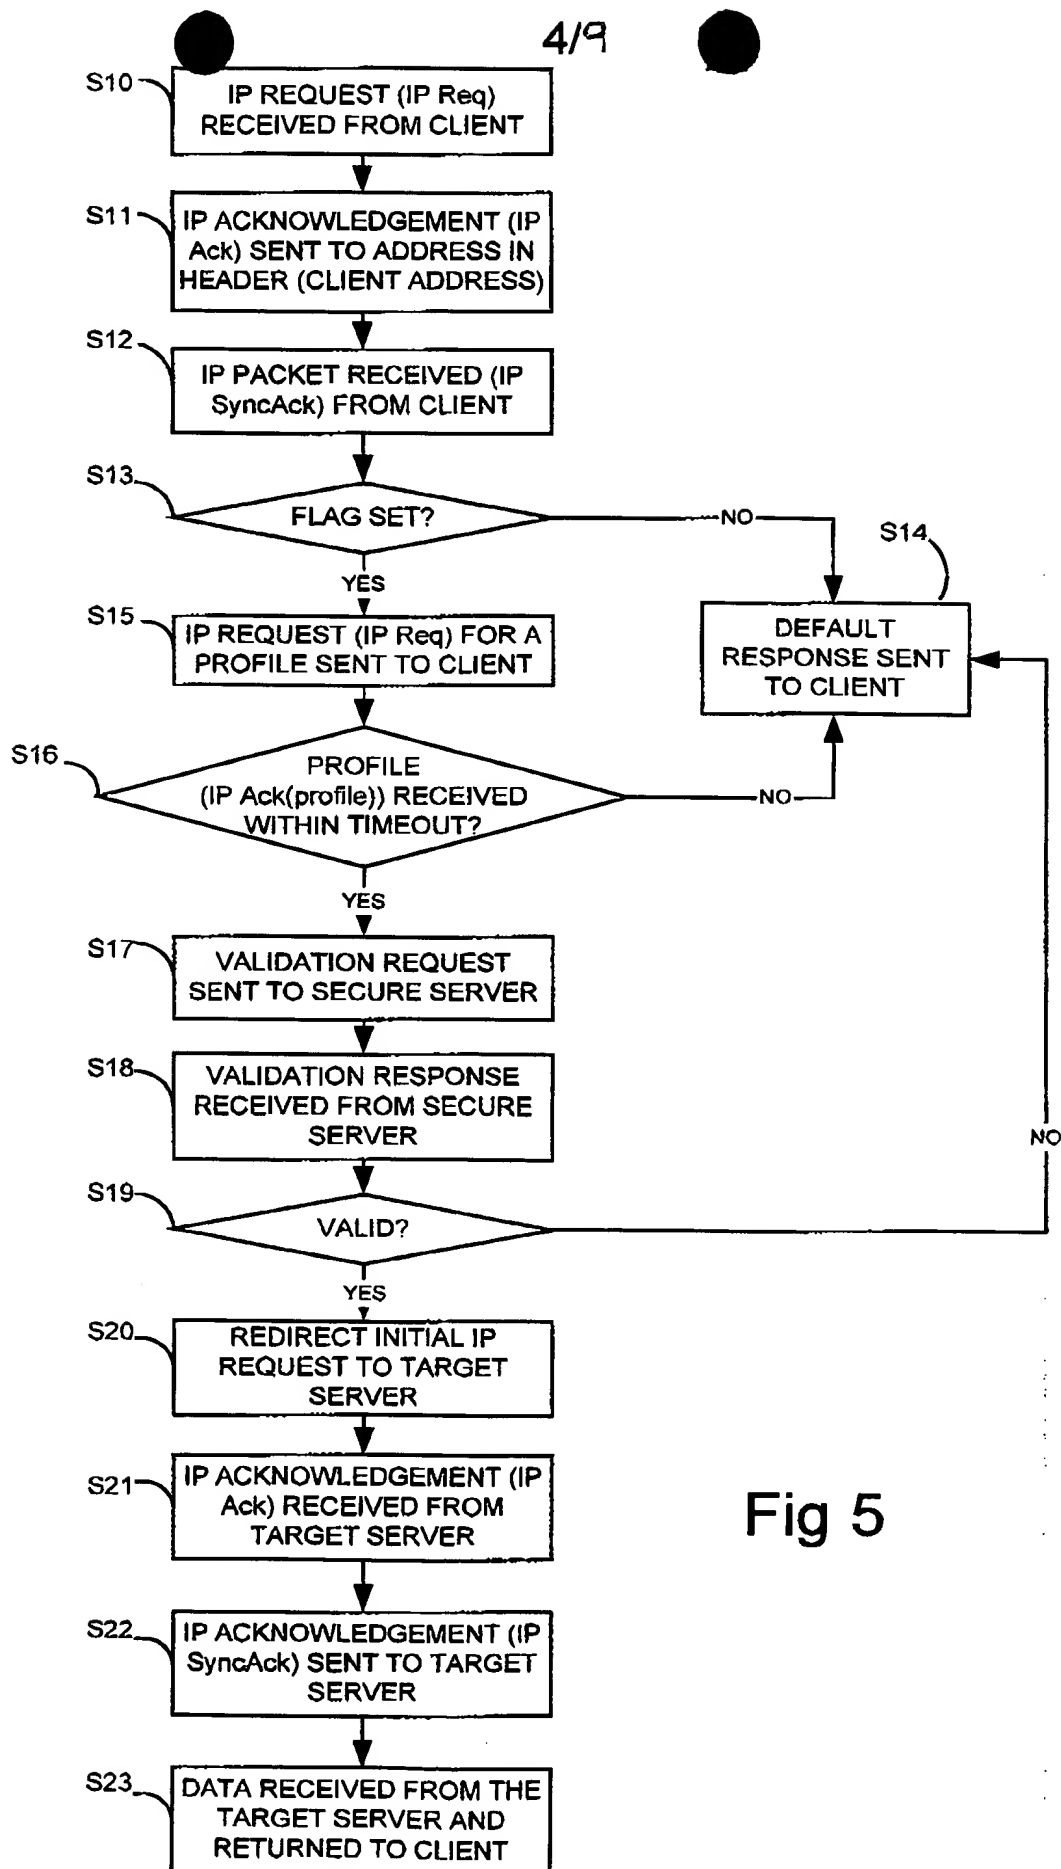 4/9
S10
IP REQUEST (IP Req)
RECEIVED FROM CLIENT
S11
IP ACKNOWLEDGEMENT (IP
Ack) SENT TO ADDRESS IN
HEADER (CLIENT ADDRESS)
S12
IP PACKET RECEIVED (IP
SyncAck) FROM CLIENT
S13
FLAG SET?
NO
YES
S14
DEFAULT
RESPONSE SENT
TO CLIENT
S15
IP REQUEST (IP Req) FOR A
PROFILE SENT TO CLIENT
S16
PROFILE
(IP Ack(profile)) RECEIVED
WITHIN TIMEOUT?
NO
YES
S17
VALIDATION REQUEST
SENT TO SECURE SERVER
S18
VALIDATION RESPONSE
RECEIVED FROM SECURE
SERVER
NO
S19
VALID?
YES
S20
REDIRECT INITIAL IP
REQUEST TO TARGET
SERVER
S21
IP ACKNOWLEDGEMENT (IP
Ack) RECEIVED FROM
TARGET SERVER
Fig 5
S22
IP ACKNOWLEDGEMENT (IP
SyncAck) SENT TO TARGET
SERVER
S23
DATA RECEIVED FROM THE
TARGET SERVER AND
RETURNED TO CLIENT